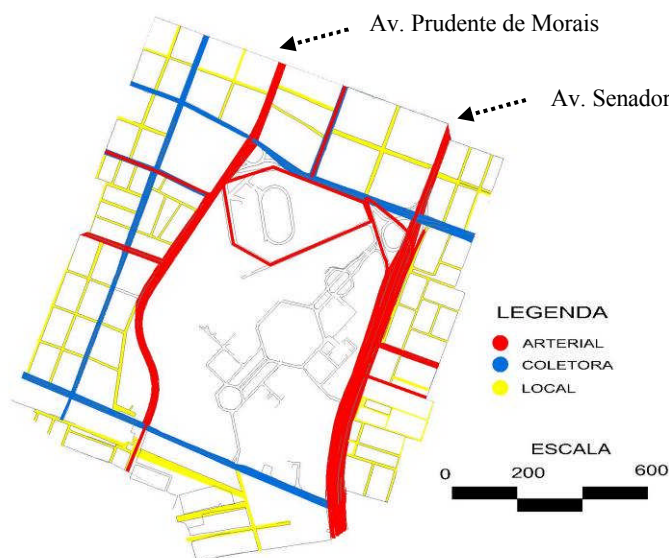 Av. Prudente de Morais
Av. Senador
LEGENDA
ARTERIAL
COLETORA
LOCAL
ESCALA
0 200 600